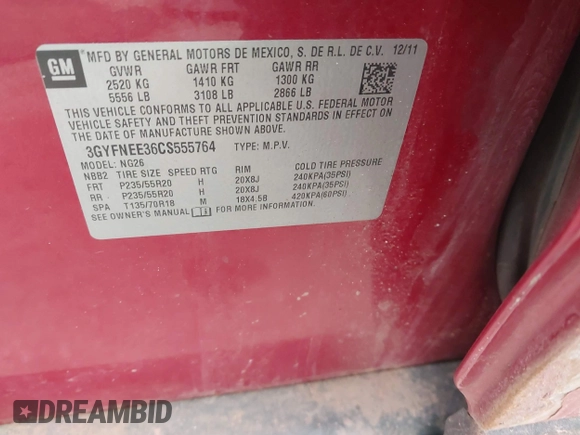 GM
MFD BY GENERAL MOTORS DE MEXICO, S. DE R.L. DE C.V. 12/11
GVWR GAWR FRT GAWR RR
2520 KG 1410 KG 1300 KG
5556 LB 3108 LB 2866 LB
THIS VEHICLE CONFORMS TO ALL APPLICABLE U.S. FEDERAL MOTOR
VEHICLE SAFETY AND THEFT PREVENTION STANDARDS IN EFFECT ON THE
DATE OF MANUFACTURE SHOWN ABOVE.
3GYFNEE36CS555764 TYPE: M.P.V.
MODEL: NG26
NBB2 TIRE SIZE SPEED RTG RIM COLD TIRE PRESSURE
FRT P235/55R20 H 20X8J 240KPA(35PSI)
RR P235/55R20 H 20X8J 240KPA(35PSI)
SPA T135/70R18 M 18X4.5B 420KPA(60PSI)
SEE OWNER'S MANUAL FOR MORE INFORMATION.
DREAMBID